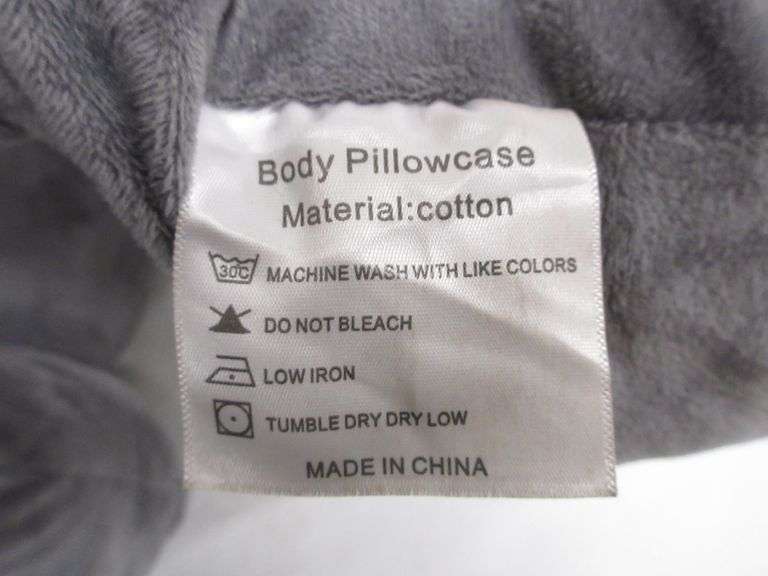 Body Pillowcase
Material:cotton
30C MACHINE WASH WITH LIKE COLORS
DO NOT BLEACH
LOW IRON
TUMBLE DRY DRY LOW
MADE IN CHINA